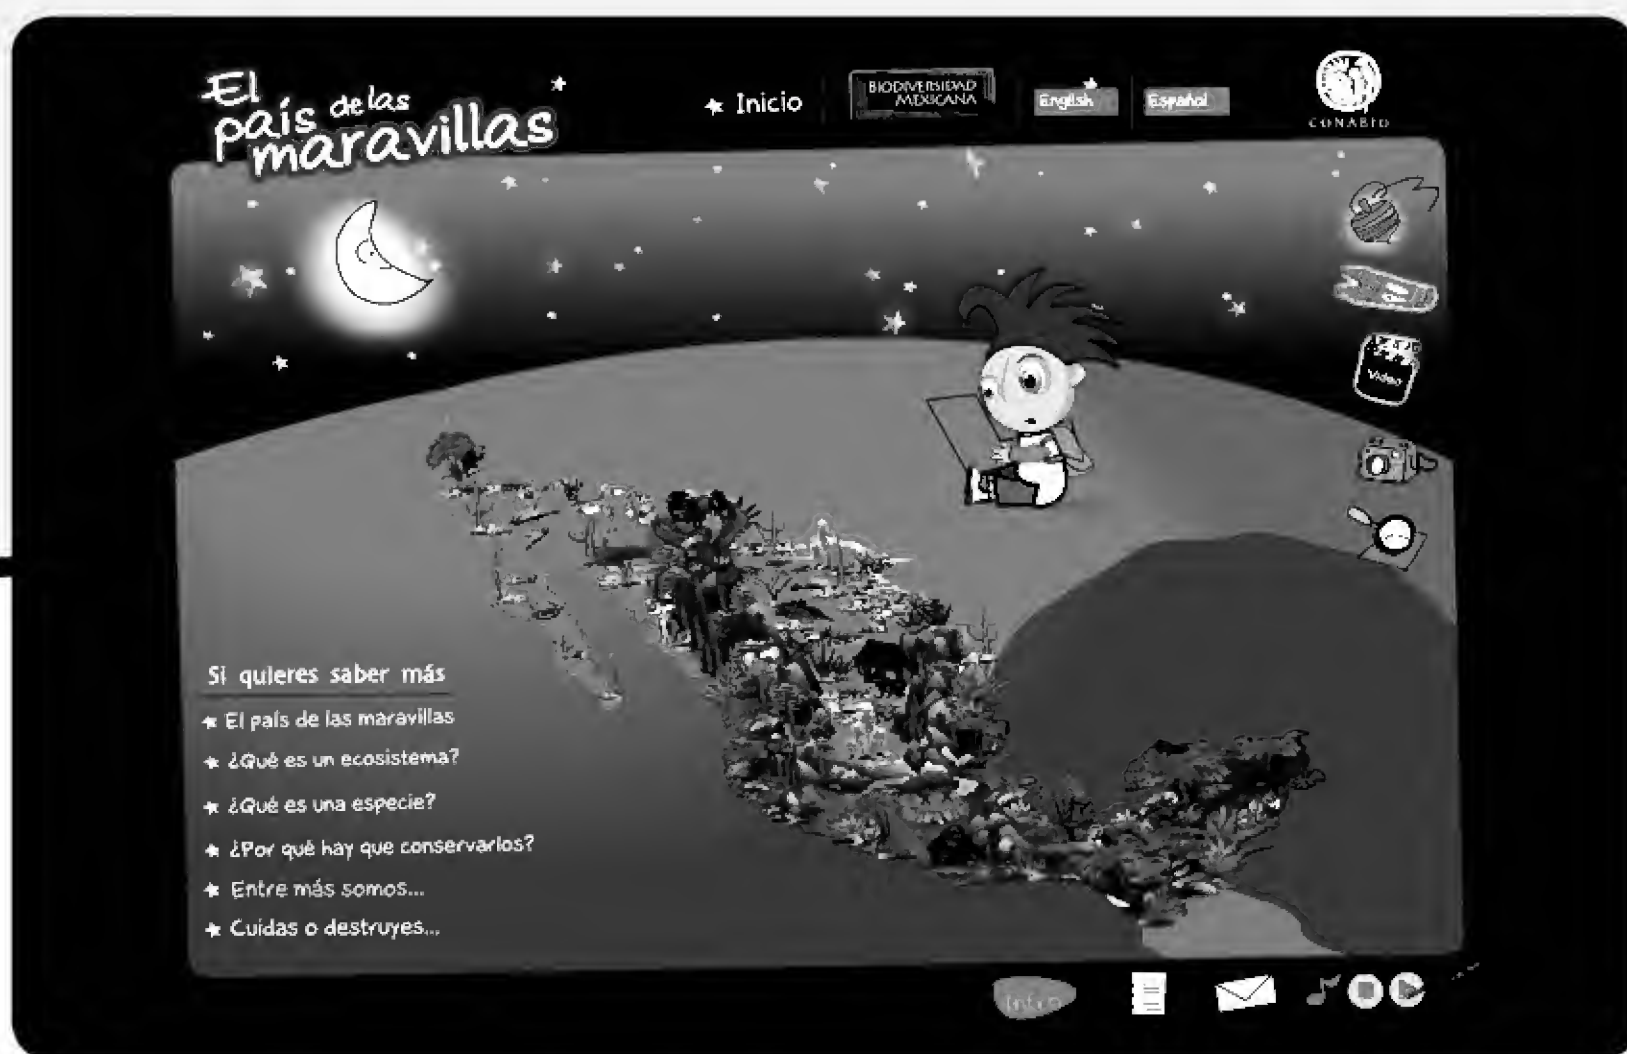 El
país de las
maravillas
Inicio
BIODIVERSIDAD
MEXICANA
English
Español
CONABIO
Video
Si quieres saber más
El país de las maravillas
¿Qué es un ecosistema?
¿Qué es una especie?
¿Por qué hay que conservarlos?
Entre más somos...
Cuidas o destruyes...
Intro